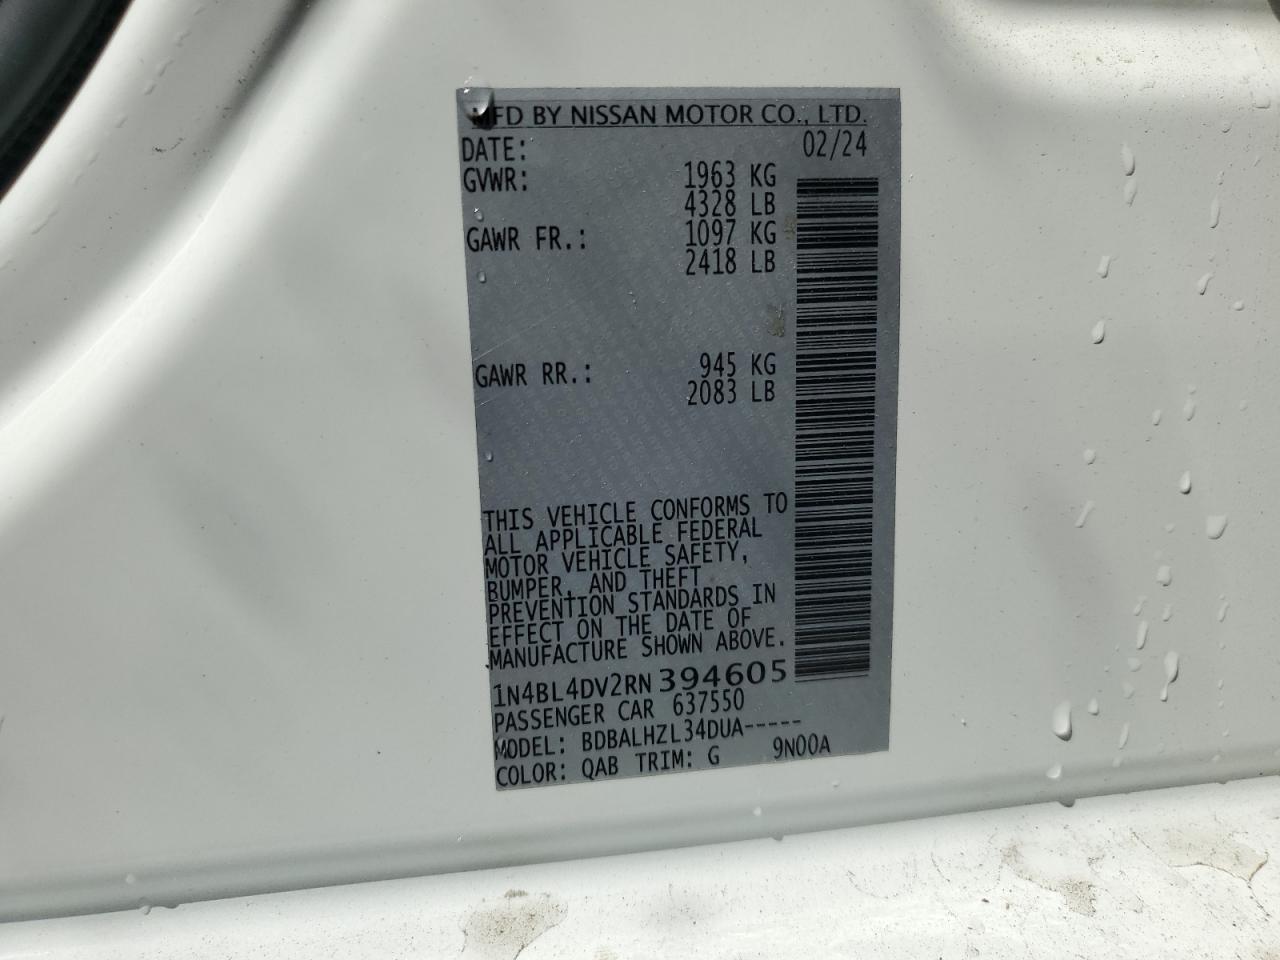 MFD BY NISSAN MOTOR CO., LTD.
DATE: 02/24
GVWR: 1963 KG
4328 LB
GAWR FR.: 1097 KG
2418 LB
GAWR RR.: 945 KG
2083 LB
THIS VEHICLE CONFORMS TO
ALL APPLICABLE FEDERAL
MOTOR VEHICLE SAFETY,
BUMPER, AND THEFT
PREVENTION STANDARDS IN
EFFECT ON THE DATE OF
MANUFACTURE SHOWN ABOVE.
1N4BL4DV2RN394605
PASSENGER CAR 637550
MODEL: BDBALHZL34DUA-----
COLOR: QAB TRIM: G 9N00A